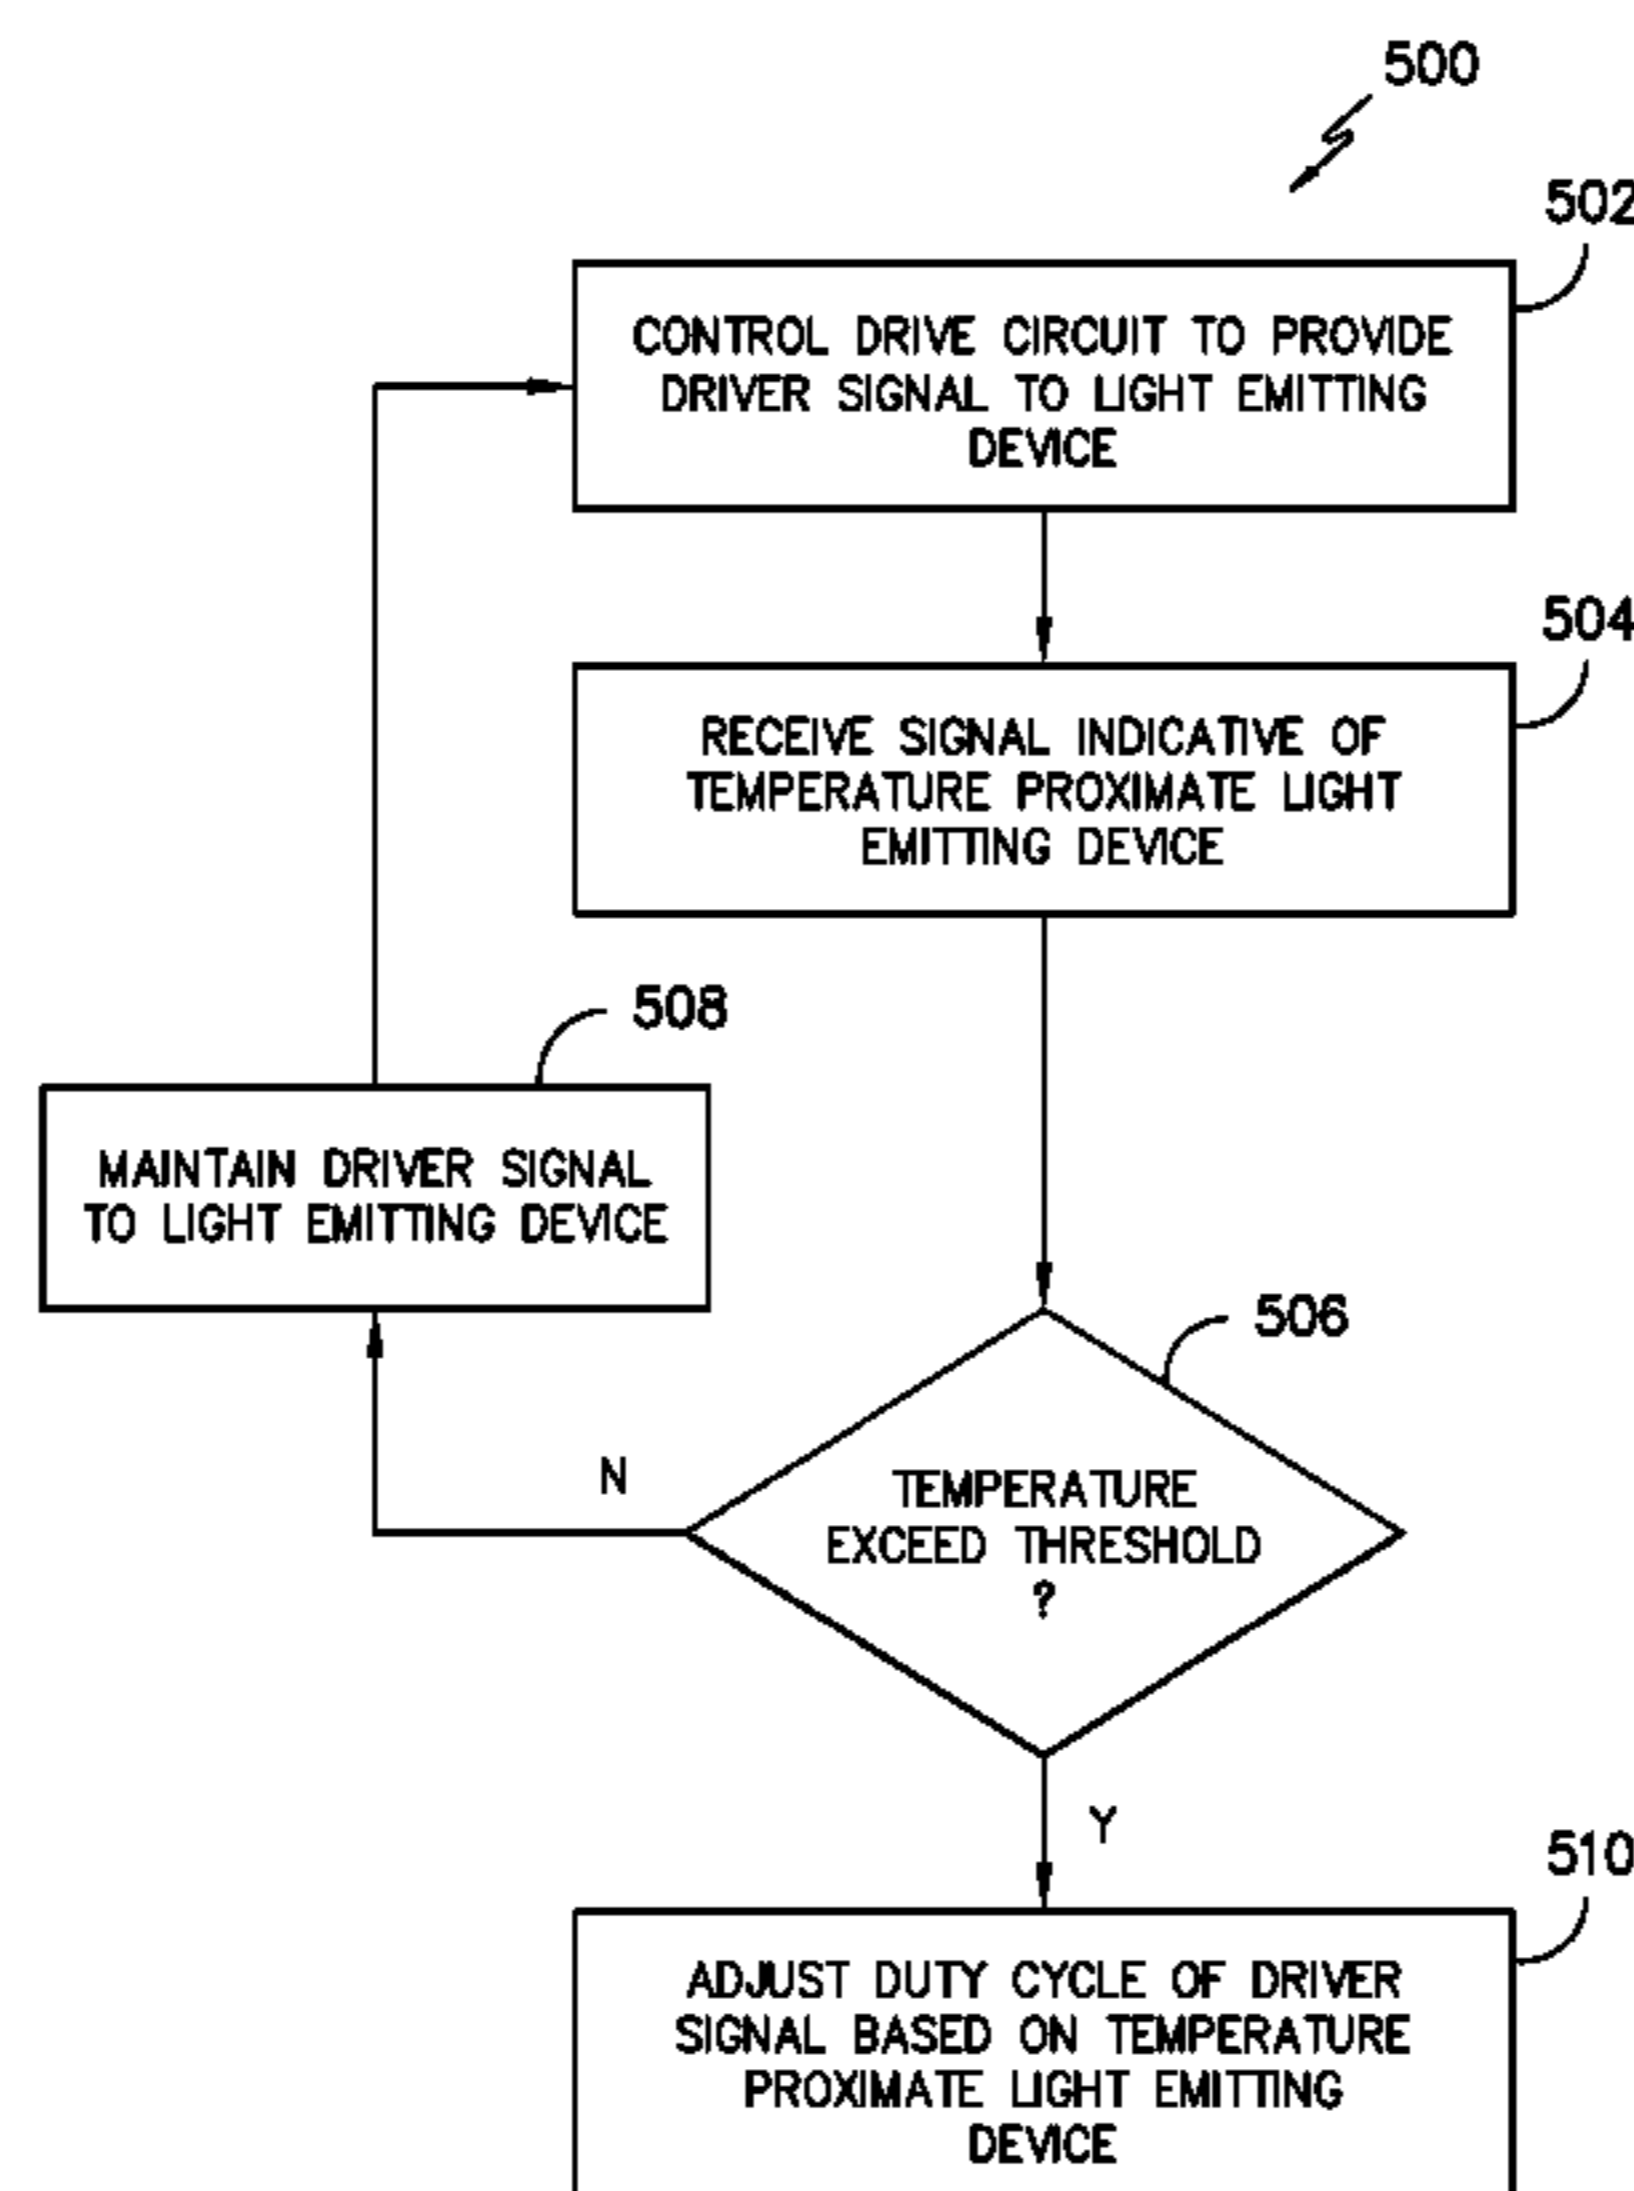 500
502
CONTROL DRIVE CIRCUIT TO PROVIDE
DRIVER SIGNAL TO LIGHT EMITTING
DEVICE
504
RECEIVE SIGNAL INDICATIVE OF
TEMPERATURE PROXIMATE LIGHT
EMITTING DEVICE
508
MAINTAIN DRIVER SIGNAL
TO LIGHT EMITTING DEVICE
506
N
TEMPERATURE
EXCEED THRESHOLD
?
Y
510
ADJUST DUTY CYCLE OF DRIVER
SIGNAL BASED ON TEMPERATURE
PROXIMATE LIGHT EMITTING
DEVICE